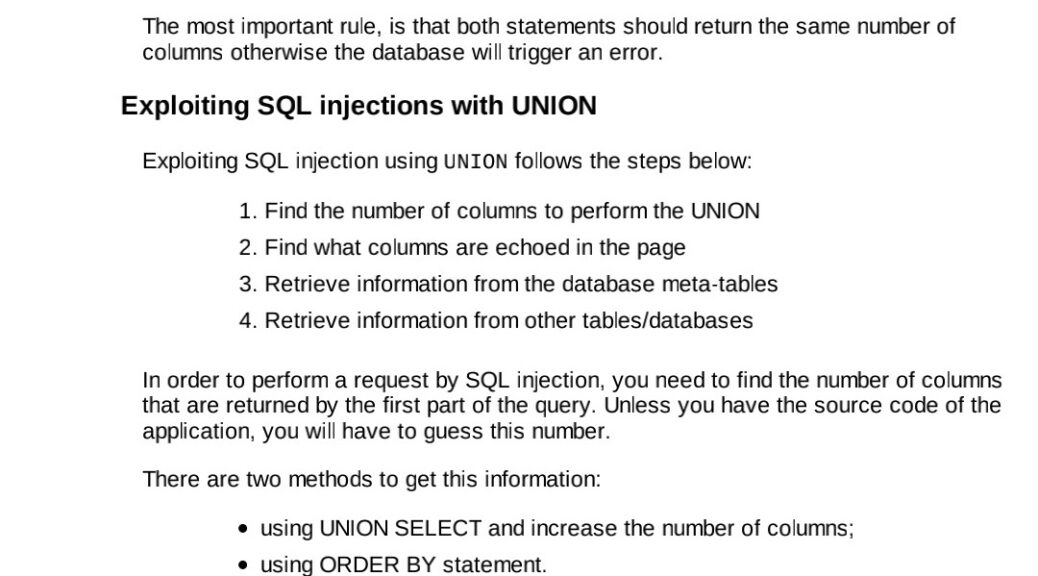 The most important rule, is that both statements should return the same number of
columns otherwise the database will trigger an error.
Exploiting SQL injections with UNION
Exploiting SQL injection using UNION follows the steps below:
1. Find the number of columns to perform the UNION
2. Find what columns are echoed in the page
3. Retrieve information from the database meta-tables
4. Retrieve information from other tables/databases
In order to perform a request by SQL injection, you need to find the number of columns
that are returned by the first part of the query. Unless you have the source code of the
application, you will have to guess this number.
There are two methods to get this information:
• using UNION SELECT and increase the number of columns;
• using ORDER BY statement.